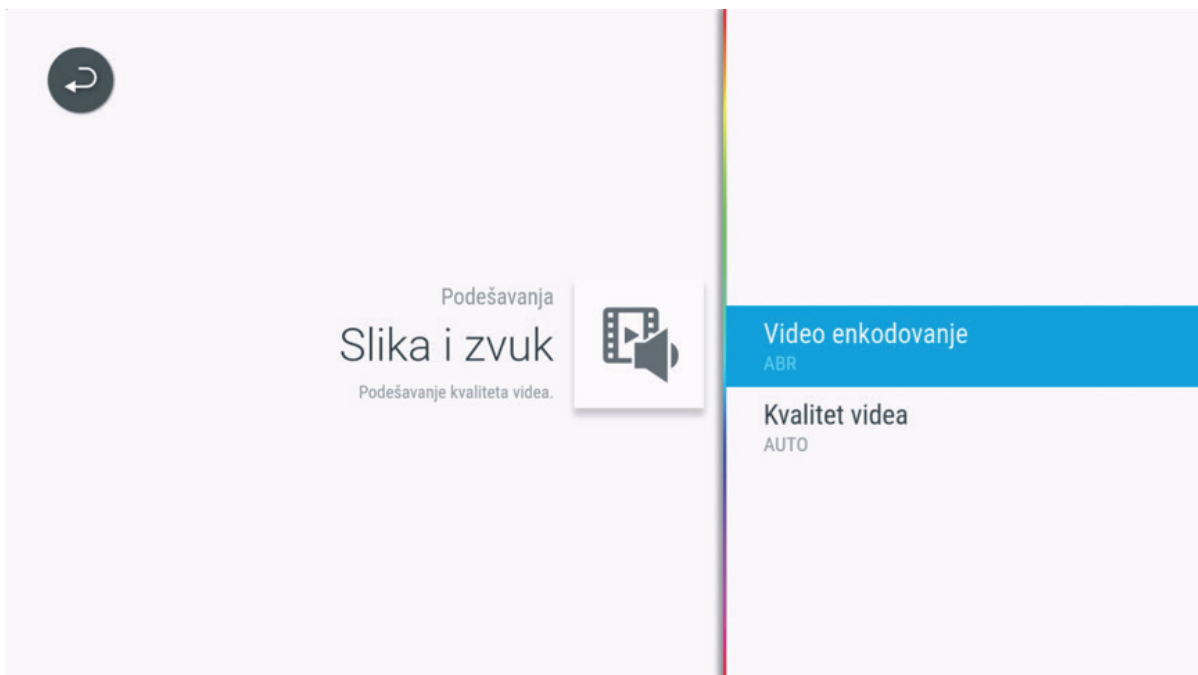 Podešavanja
Slika i zvuk
Podešavanje kvaliteta videa.
Video enkodovanje
ABR
Kvalitet videa
AUTO